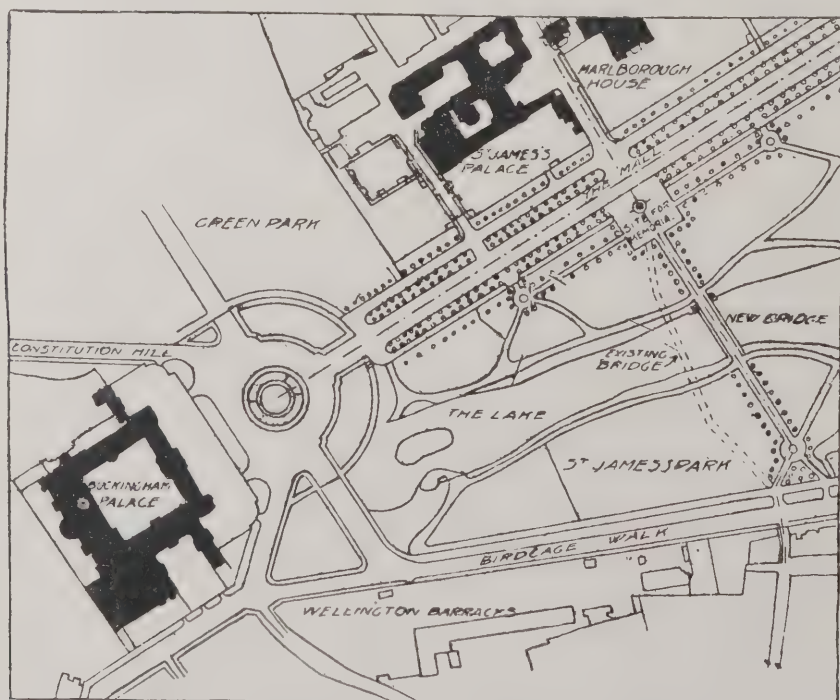 MARLBOROUGH
HOUSE
ST JAMES'S
PALACE
THE MALL
GREEN PARK
SITE FOR
MEMORIAL
CONSTITUTION HILL
NEW BRIDGE
EXISTING
BRIDGE
THE LAKE
ST JAMES'S PARK
BUCKINGHAM
PALACE
BIRDCAGE WALK
WELLINGTON BARRACKS